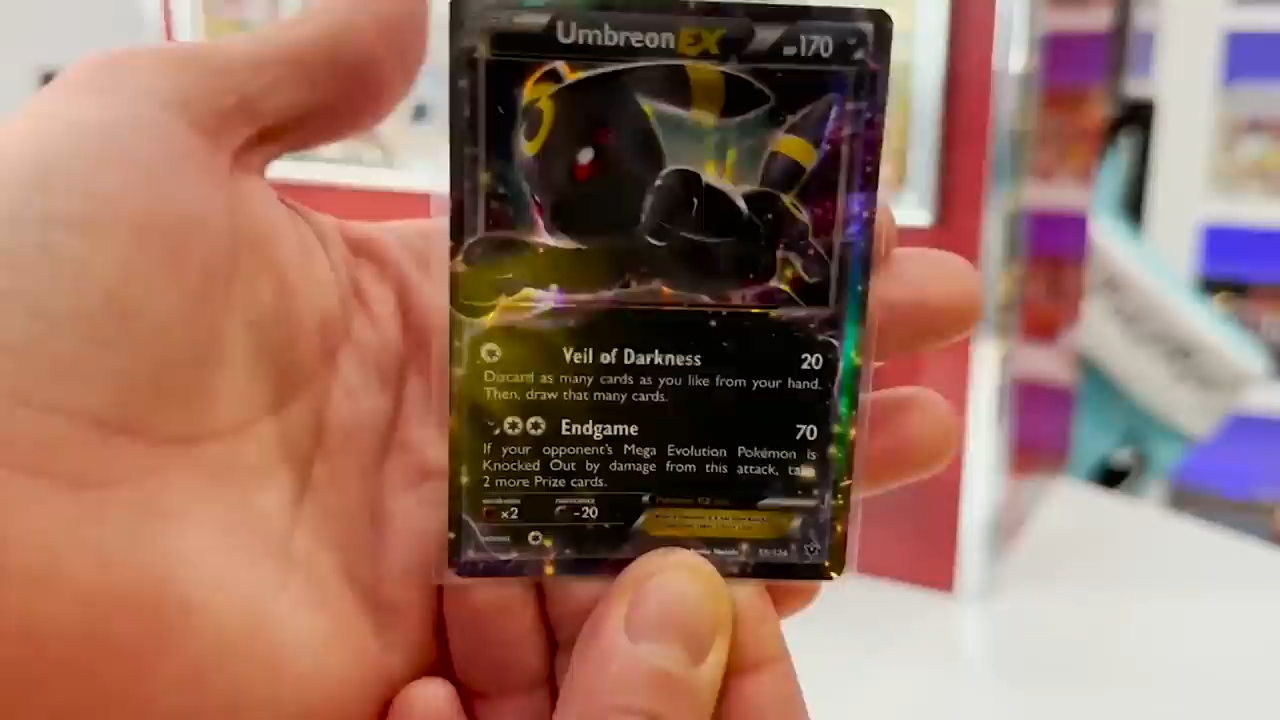 Umbreon EX HP 170
Veil of Darkness 20
Discard as many cards as you like from your hand.
Then, draw that many cards.
Endgame 70
If your opponent's Mega Evolution Pokémon is
Knocked Out by damage from this attack, take
2 more Prize cards.
×2 -20